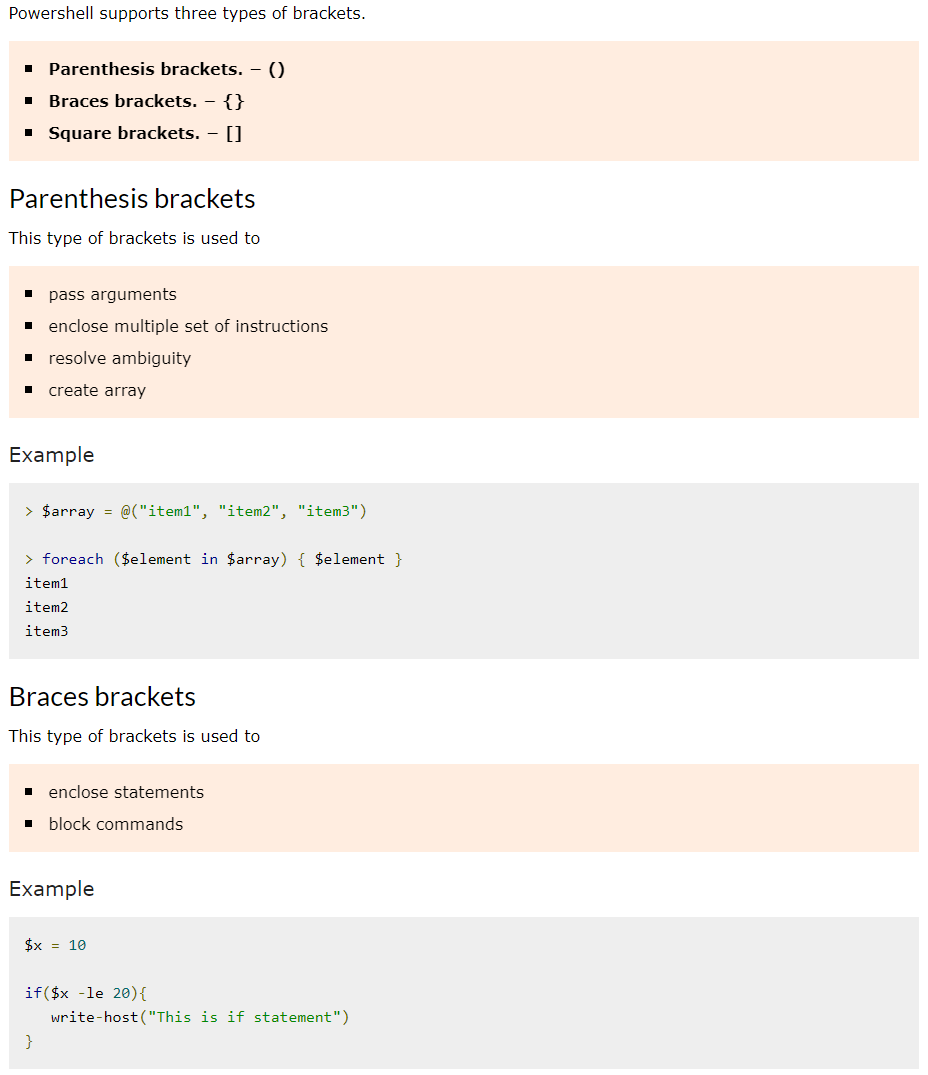 Powershell supports three types of brackets.
▪ Parenthesis brackets. − ()
▪ Braces brackets. − {}
▪ Square brackets. − []
Parenthesis brackets
This type of brackets is used to
▪ pass arguments
▪ enclose multiple set of instructions
▪ resolve ambiguity
▪ create array
Example
> $array = @("item1", "item2", "item3")
> foreach ($element in $array) { $element }
item1
item2
item3
Braces brackets
This type of brackets is used to
▪ enclose statements
▪ block commands
Example
$x = 10
if($x -le 20){
   write-host("This is if statement")
}